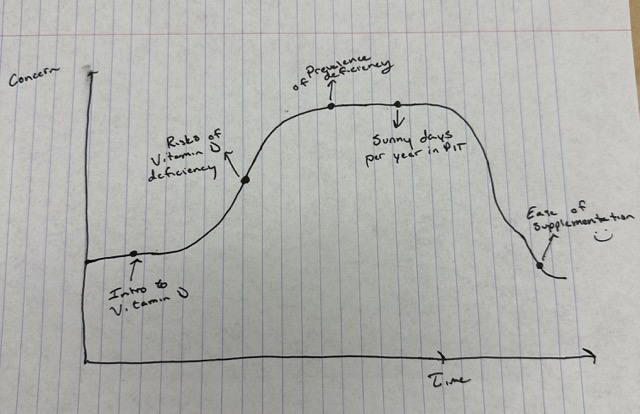 Concern
Prevalence
of deficiency
Risks of
Vitamin D
deficiency
Sunny days
per year in PIT
Ease of
supplementation
Intro to
Vitamin D
Time